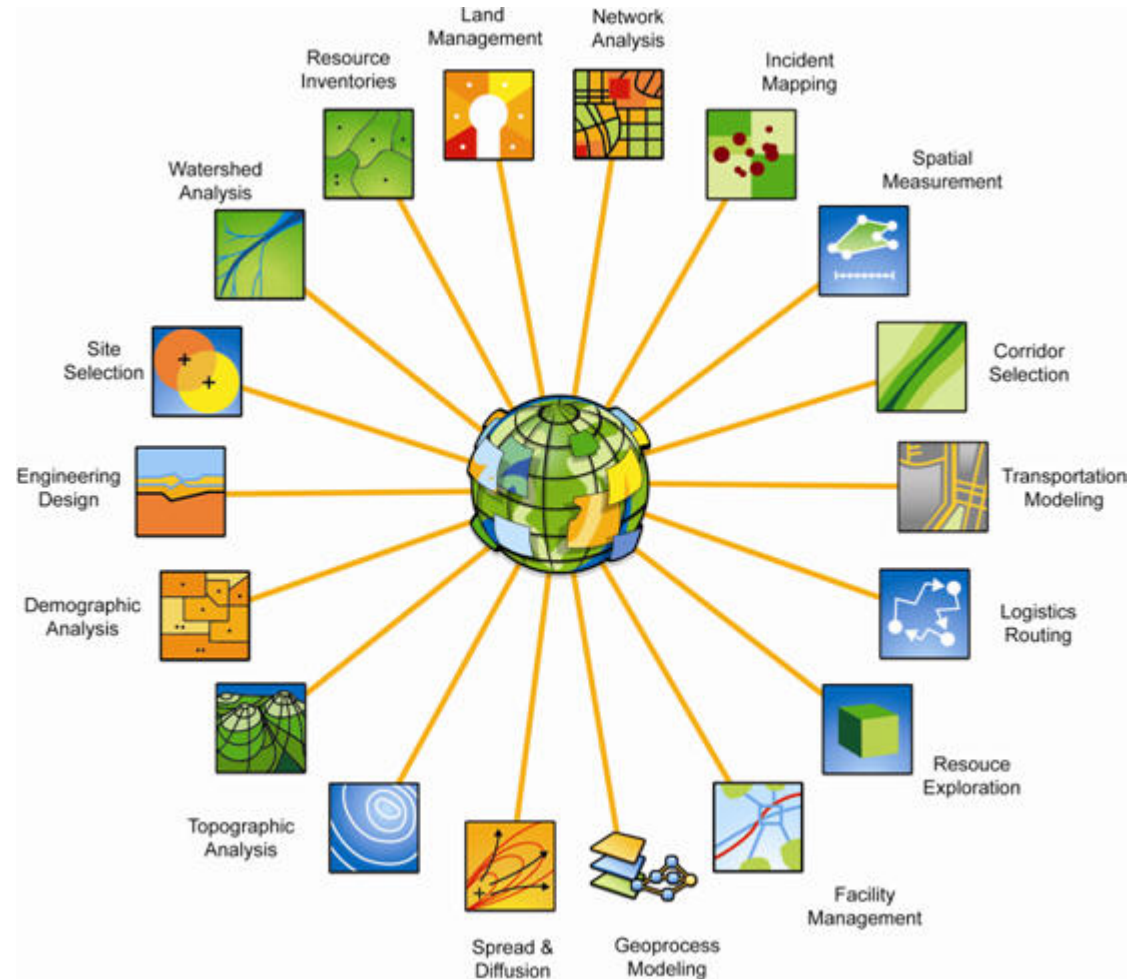 Land
Management
Network
Analysis
Resource
Inventories
Incident
Mapping
Watershed
Analysis
Spatial
Measurement
Site
Selection
Corridor
Selection
Engineering
Design
Transportation
Modeling
Demographic
Analysis
Logistics
Routing
Resouce
Exploration
Topographic
Analysis
Facility
Management
Spread &
Diffusion
Geoprocess
Modeling